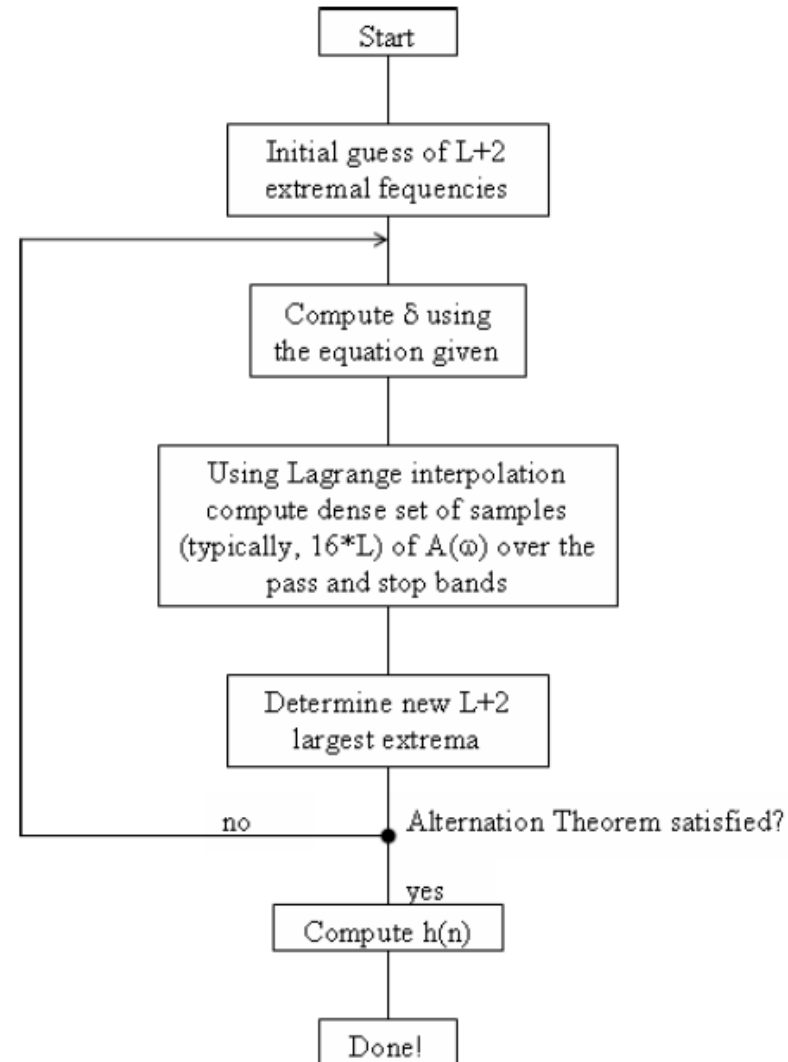 Start
Initial guess of L+2
extremal fequencies
Compute δ using
the equation given
Using Lagrange interpolation
compute dense set of samples
(typically, 16*L) of A(ω) over the
pass and stop bands
Determine new L+2
largest extrema
no
Alternation Theorem satisfied?
yes
Compute h(n)
Done!